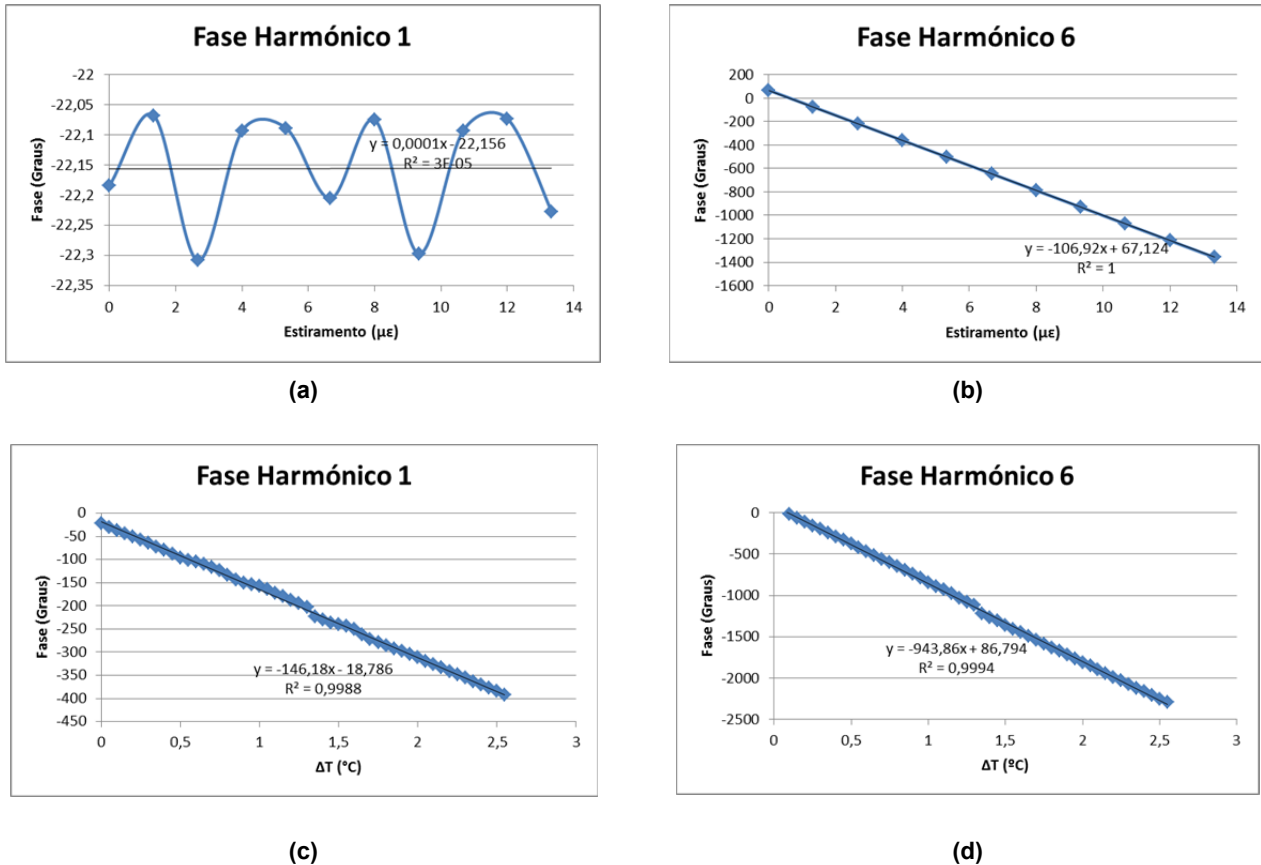 Fase Harmónico 1
Fase (Graus)
-22
-22,05
-22,1
-22,15
-22,2
-22,25
-22,3
-22,35
y = 0,0001x - 22,156
R² = 3E-05
0 2 4 6 8 10 12 14
Estiramento (µε)
(a)
Fase Harmónico 6
Fase (Graus)
200
0
-200
-400
-600
-800
-1000
-1200
-1400
-1600
y = -106,92x + 67,124
R² = 1
0 2 4 6 8 10 12 14
Estiramento (µε)
(b)
Fase Harmónico 1
Fase (Graus)
0
-50
-100
-150
-200
-250
-300
-350
-400
-450
y = -146,18x - 18,786
R² = 0,9988
0 0,5 1 1,5 2 2,5 3
ΔT (°C)
(c)
Fase Harmónico 6
Fase (Graus)
0
-500
-1000
-1500
-2000
-2500
y = -943,86x + 86,794
R² = 0,9994
0 0,5 1 1,5 2 2,5 3
ΔT (ºC)
(d)